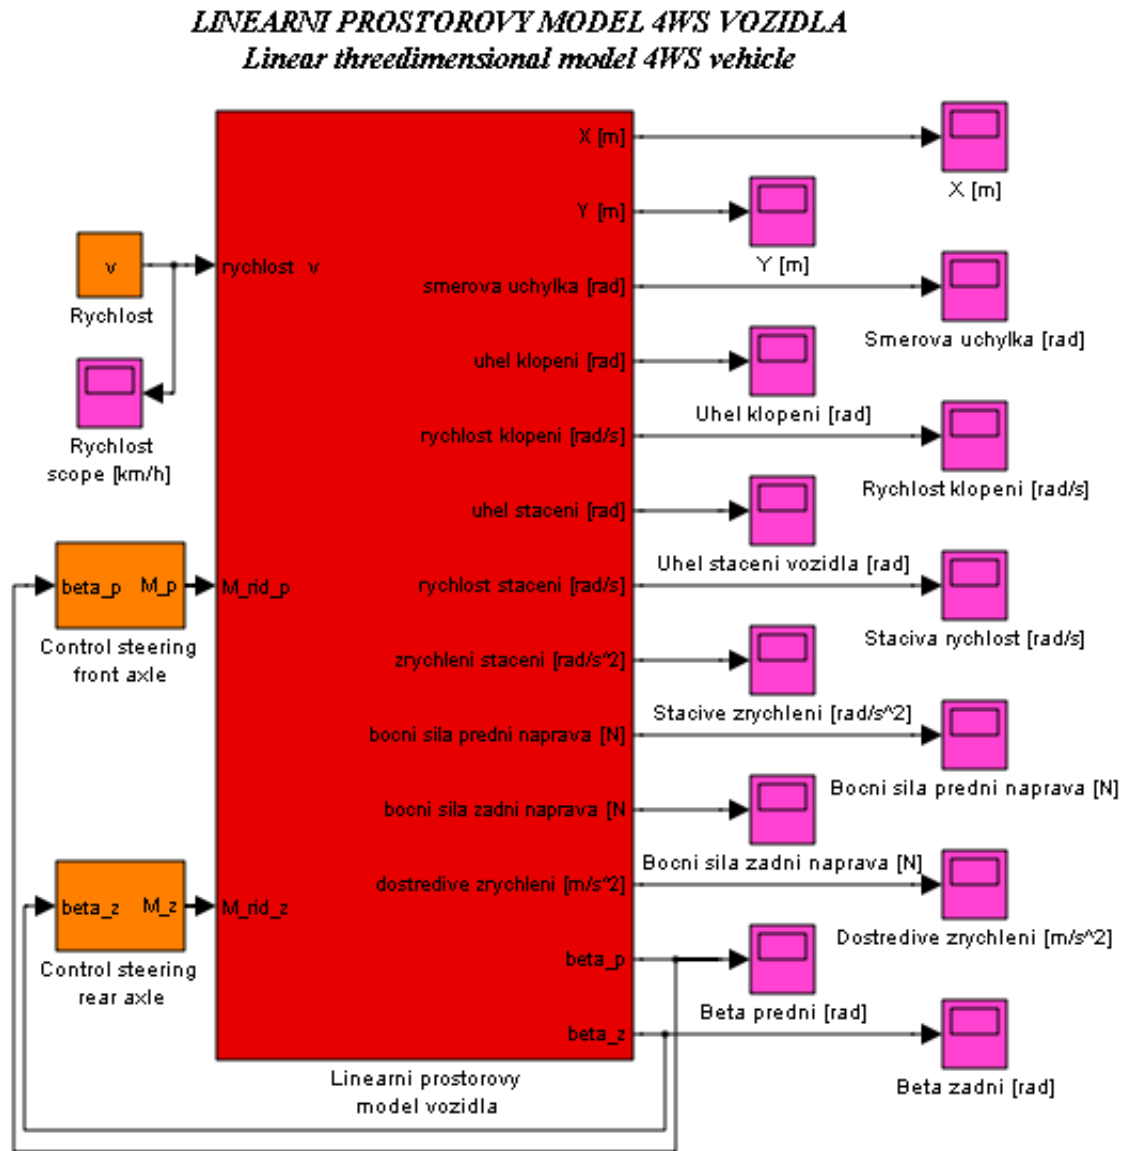 LINEARNI PROSTOROVY MODEL 4WS VOZIDLA
Linear threedimensional model 4WS vehicle
X [m]
X [m]
Y [m]
Y [m]
v
rychlost v
Rychlost
smerova uchylka [rad]
Smerova uchylka [rad]
uhel klopeni [rad]
Uhel klopeni [rad]
Rychlost
scope [km/h]
rychlost klopeni [rad/s]
Rychlost klopeni [rad/s]
uhel staceni [rad]
Uhel staceni vozidla [rad]
beta_p
M_p
M_rid_p
rychlost staceni [rad/s]
Staciva rychlost [rad/s]
Control steering
front axle
zrychleni staceni [rad/s^2]
Stacive zrychleni [rad/s^2]
bocni sila predni naprava [N]
Bocni sila predni naprava [N]
bocni sila zadni naprava [N
Bocni sila zadni naprava [N]
beta_z
M_z
M_rid_z
dostredive zrychleni [m/s^2]
Dostredive zrychleni [m/s^2]
Control steering
rear axle
beta_p
Beta predni [rad]
beta_z
Beta zadni [rad]
Linearni prostorovy
model vozidla